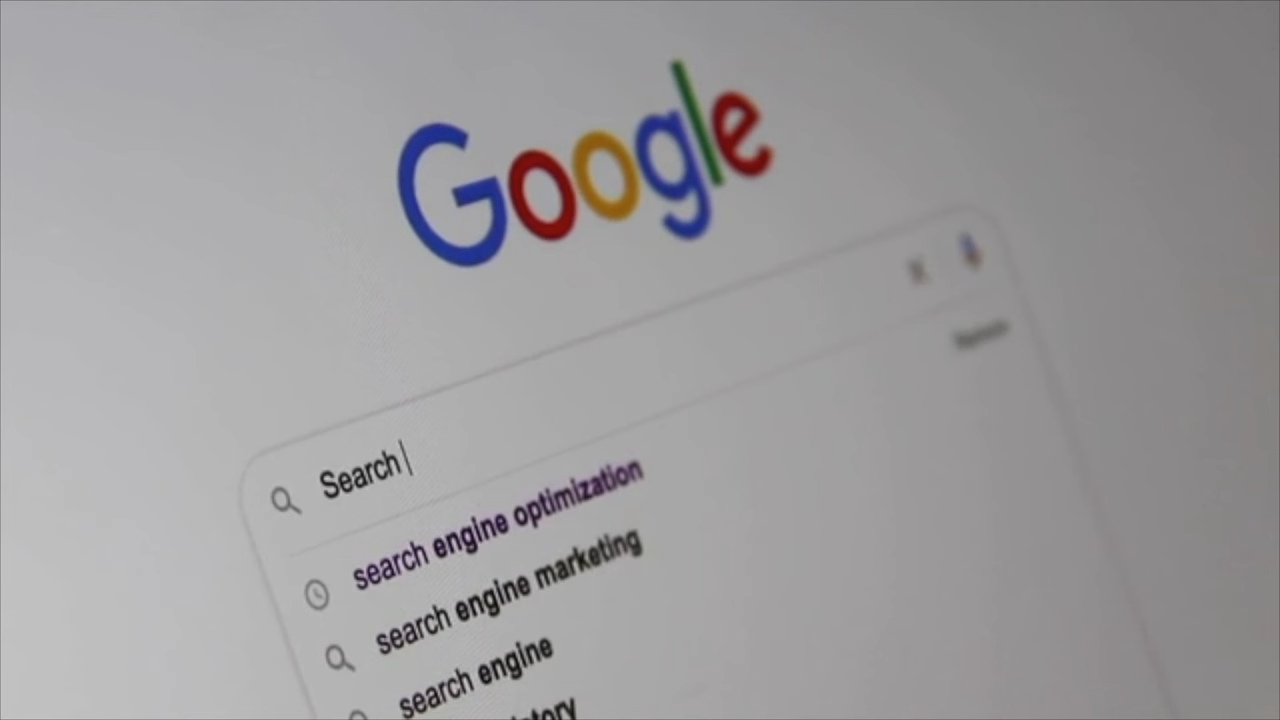 Google
Search
search engine optimization
search engine marketing
search engine